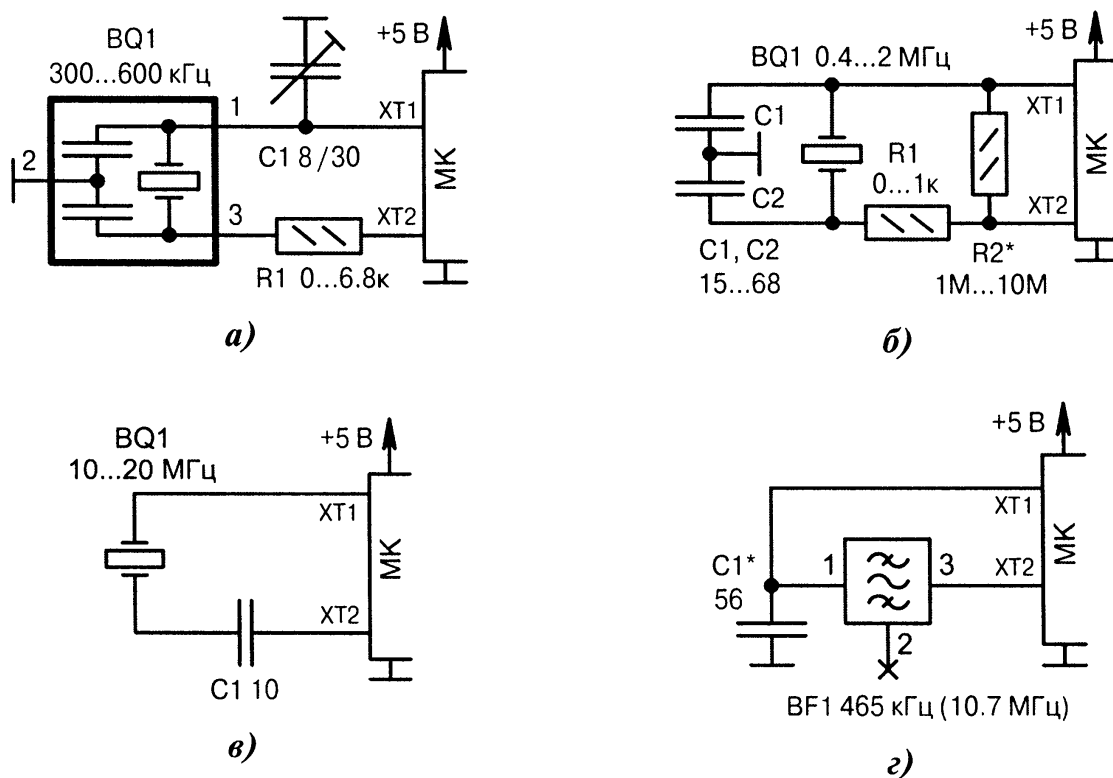 BQ1
300...600 кГц
+5 В
1
XT1
2
C1 8/30
МК
3
XT2
R1 0...6.8к
а)
+5 В
BQ1 0.4...2 МГц
XT1
C1
R1
0...1к
МК
C2
XT2
C1, C2
15...68
R2*
1М...10М
б)
BQ1
10...20 МГц
+5 В
XT1
МК
XT2
C1 10
в)
+5 В
XT1
МК
C1*
56
1
3
XT2
2
BF1 465 кГц (10.7 МГц)
г)